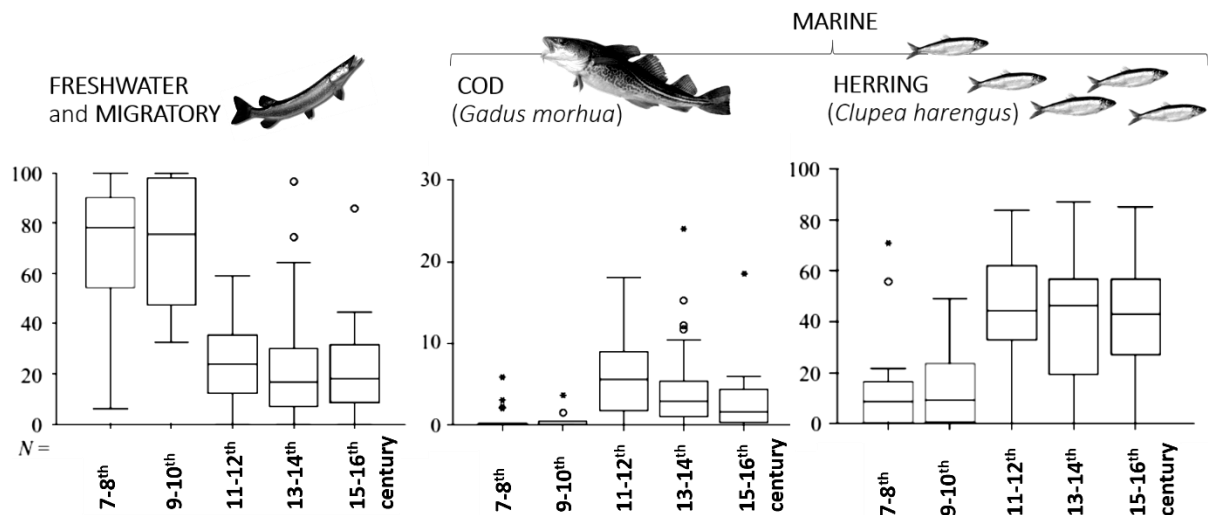 MARINE
FRESHWATER
and MIGRATORY
COD
(Gadus morhua)
HERRING
(Clupea harengus)
100
80
60
40
20
0
N =
7-8th
9-10th
11-12th
13-14th
15-16th
century
30
20
10
0
7-8th
9-10th
11-12th
13-14th
15-16th
century
100
80
60
40
20
0
7-8th
9-10th
11-12th
13-14th
15-16th
century